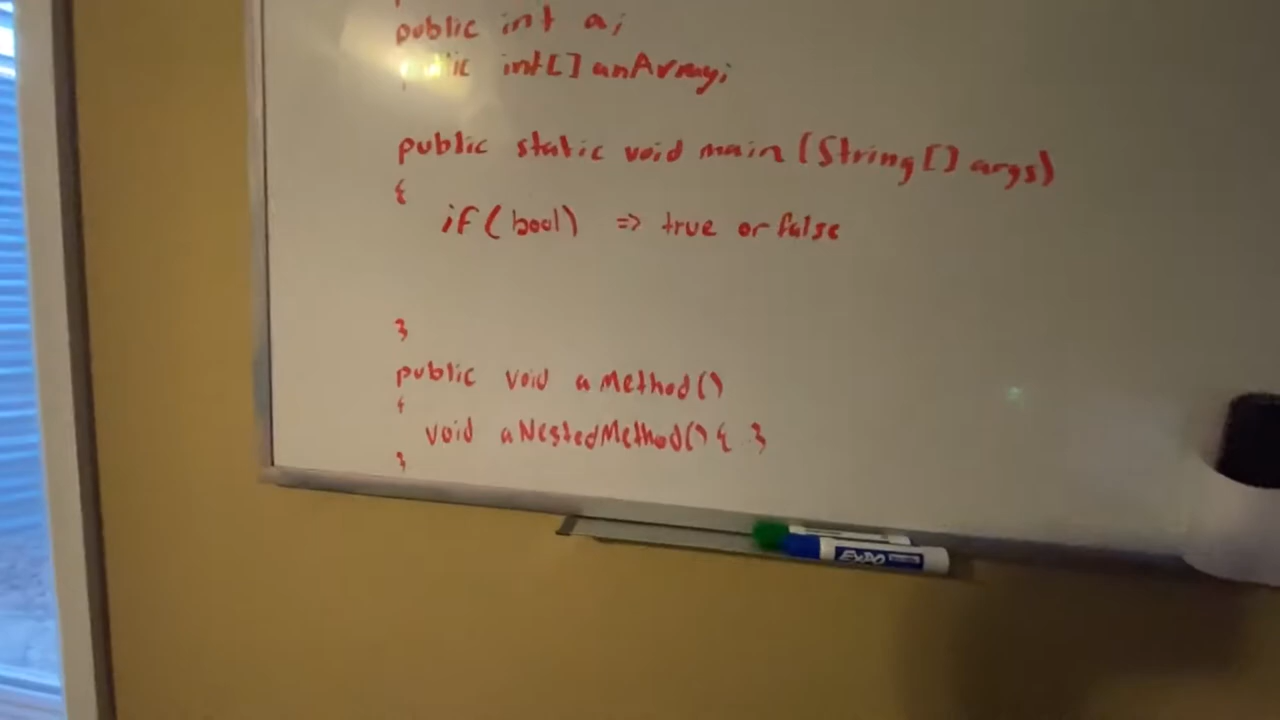 public int a;
public int[] anArray;
public static void main (String[] args)
{
if (bool) => true or false
}
public void aMethod()
{
void aNestedMethod() { }
}
EXPO